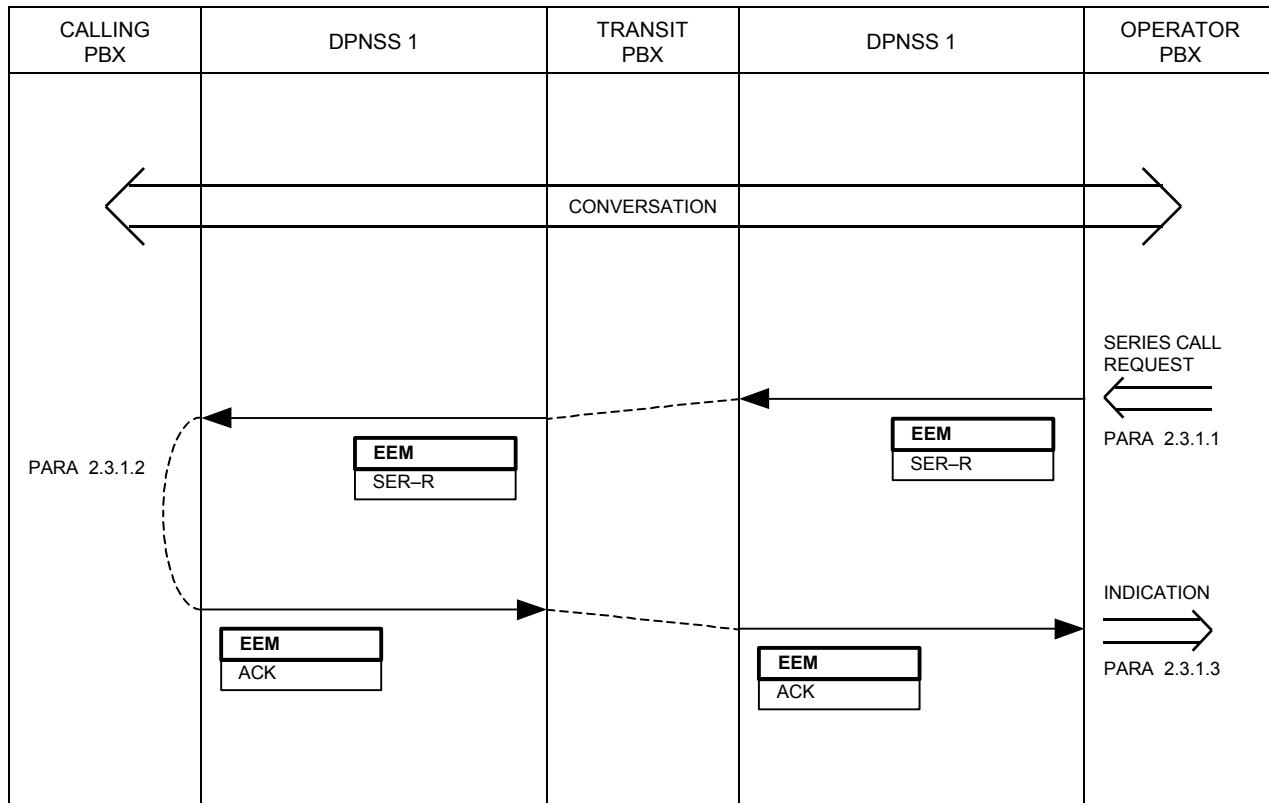 CALLING
PBX
DPNSS 1
TRANSIT
PBX
DPNSS 1
OPERATOR
PBX
CONVERSATION
SERIES CALL
REQUEST
PARA 2.3.1.1
EEM
SER–R
EEM
SER–R
PARA 2.3.1.2
INDICATION
PARA 2.3.1.3
EEM
ACK
EEM
ACK